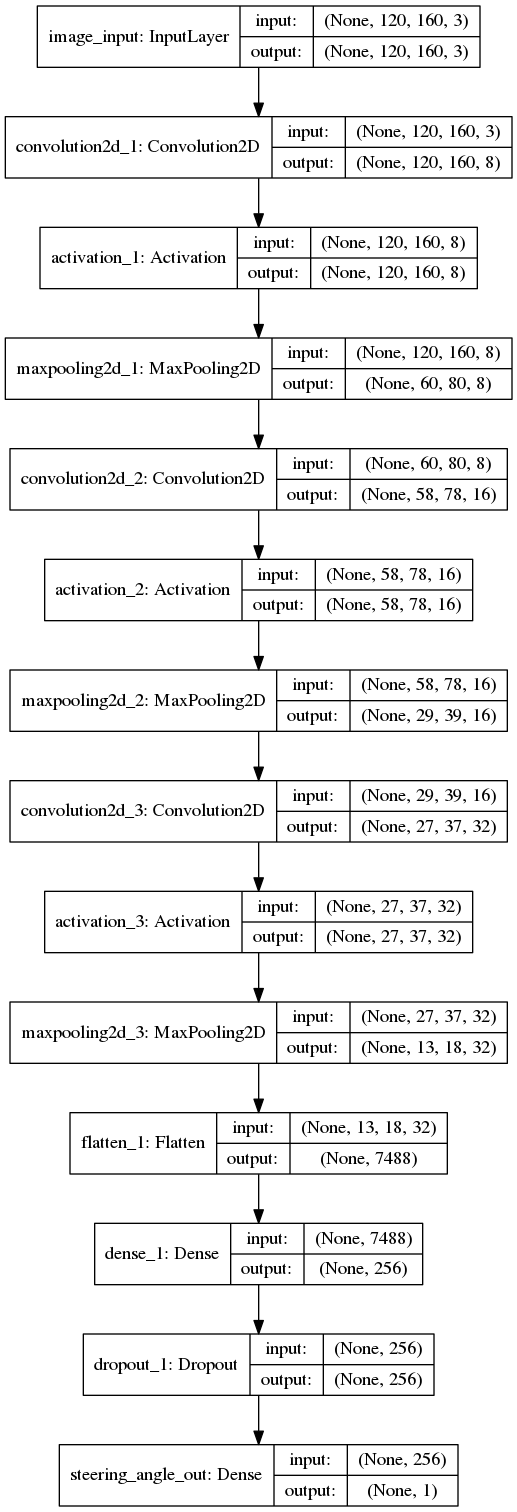 image_input: InputLayer
input:
(None, 120, 160, 3)
output:
(None, 120, 160, 3)
convolution2d_1: Convolution2D
input:
(None, 120, 160, 3)
output:
(None, 120, 160, 8)
activation_1: Activation
input:
(None, 120, 160, 8)
output:
(None, 120, 160, 8)
maxpooling2d_1: MaxPooling2D
input:
(None, 120, 160, 8)
output:
(None, 60, 80, 8)
convolution2d_2: Convolution2D
input:
(None, 60, 80, 8)
output:
(None, 58, 78, 16)
activation_2: Activation
input:
(None, 58, 78, 16)
output:
(None, 58, 78, 16)
maxpooling2d_2: MaxPooling2D
input:
(None, 58, 78, 16)
output:
(None, 29, 39, 16)
convolution2d_3: Convolution2D
input:
(None, 29, 39, 16)
output:
(None, 27, 37, 32)
activation_3: Activation
input:
(None, 27, 37, 32)
output:
(None, 27, 37, 32)
maxpooling2d_3: MaxPooling2D
input:
(None, 27, 37, 32)
output:
(None, 13, 18, 32)
flatten_1: Flatten
input:
(None, 13, 18, 32)
output:
(None, 7488)
dense_1: Dense
input:
(None, 7488)
output:
(None, 256)
dropout_1: Dropout
input:
(None, 256)
output:
(None, 256)
steering_angle_out: Dense
input:
(None, 256)
output:
(None, 1)